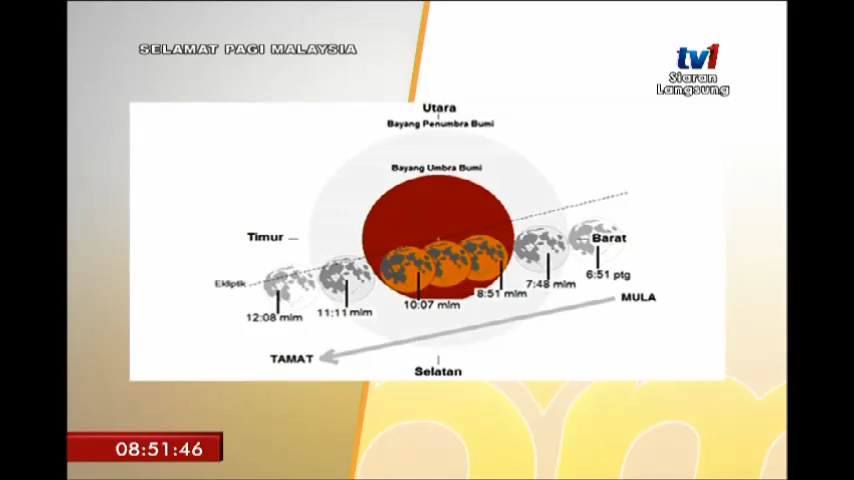 SELAMAT PAGI MALAYSIA
tv1
Siaran
Langsung
Utara
Bayang Penumbra Bumi
Bayang Umbra Bumi
Timur
Barat
6:51 ptg
Ekliptik
7:48 mlm
8:51 mlm
MULA
10:07 mlm
11:11 mlm
12:08 mlm
TAMAT
Selatan
08:51:46